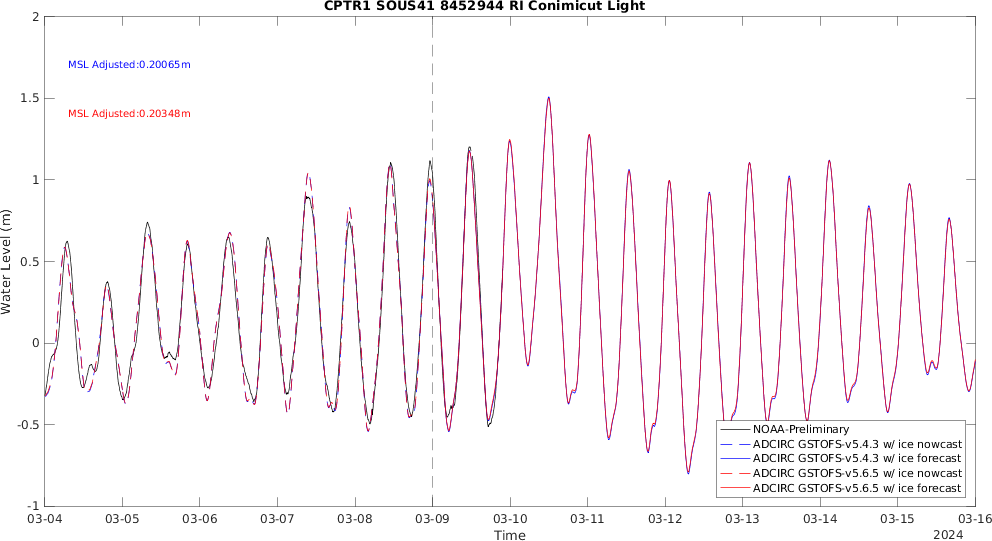 CPTR1 SOUS41 8452944 RI Conimicut Light
2
MSL Adjusted:0.20065m
1.5
MSL Adjusted:0.20348m
1
0.5
Water Level (m)
0
-0.5
NOAA-Preliminary
ADCIRC GSTOFS-v5.4.3 w/ ice nowcast
ADCIRC GSTOFS-v5.4.3 w/ ice forecast
ADCIRC GSTOFS-v5.6.5 w/ ice nowcast
ADCIRC GSTOFS-v5.6.5 w/ ice forecast
-1
03-04 03-05 03-06 03-07 03-08 03-09 03-10 03-11 03-12 03-13 03-14 03-15 03-16
Time
2024